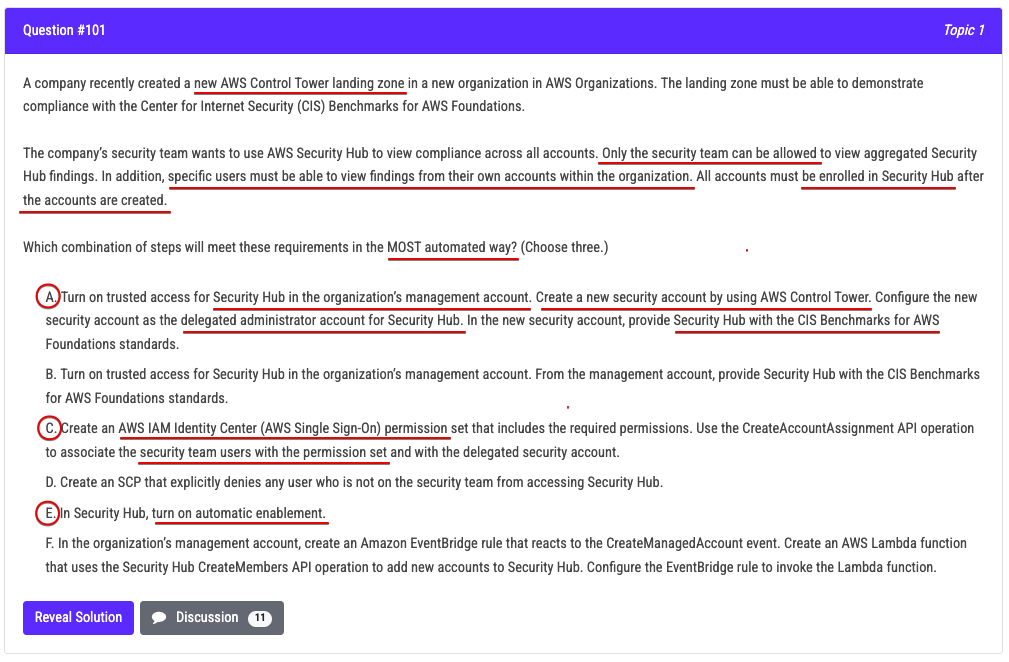 Question #101
Topic 1
A company recently created a new AWS Control Tower landing zone in a new organization in AWS Organizations. The landing zone must be able to demonstrate
compliance with the Center for Internet Security (CIS) Benchmarks for AWS Foundations.
The company's security team wants to use AWS Security Hub to view compliance across all accounts. Only the security team can be allowed to view aggregated Security
Hub findings. In addition, specific users must be able to view findings from their own accounts within the organization. All accounts must be enrolled in Security Hub after
the accounts are created.
Which combination of steps will meet these requirements in the MOST automated way? (Choose three.)
A. Turn on trusted access for Security Hub in the organization's management account. Create a new security account by using AWS Control Tower. Configure the new
security account as the delegated administrator account for Security Hub. In the new security account, provide Security Hub with the CIS Benchmarks for AWS
Foundations standards.
B. Turn on trusted access for Security Hub in the organization's management account. From the management account, provide Security Hub with the CIS Benchmarks
for AWS Foundations standards.
C. Create an AWS IAM Identity Center (AWS Single Sign-On) permission set that includes the required permissions. Use the CreateAccountAssignment API operation
to associate the security team users with the permission set and with the delegated security account.
D. Create an SCP that explicitly denies any user who is not on the security team from accessing Security Hub.
E. In Security Hub, turn on automatic enablement.
F. In the organization's management account, create an Amazon EventBridge rule that reacts to the CreateManagedAccount event. Create an AWS Lambda function
that uses the Security Hub CreateMembers API operation to add new accounts to Security Hub. Configure the EventBridge rule to invoke the Lambda function.
Reveal Solution
Discussion 11